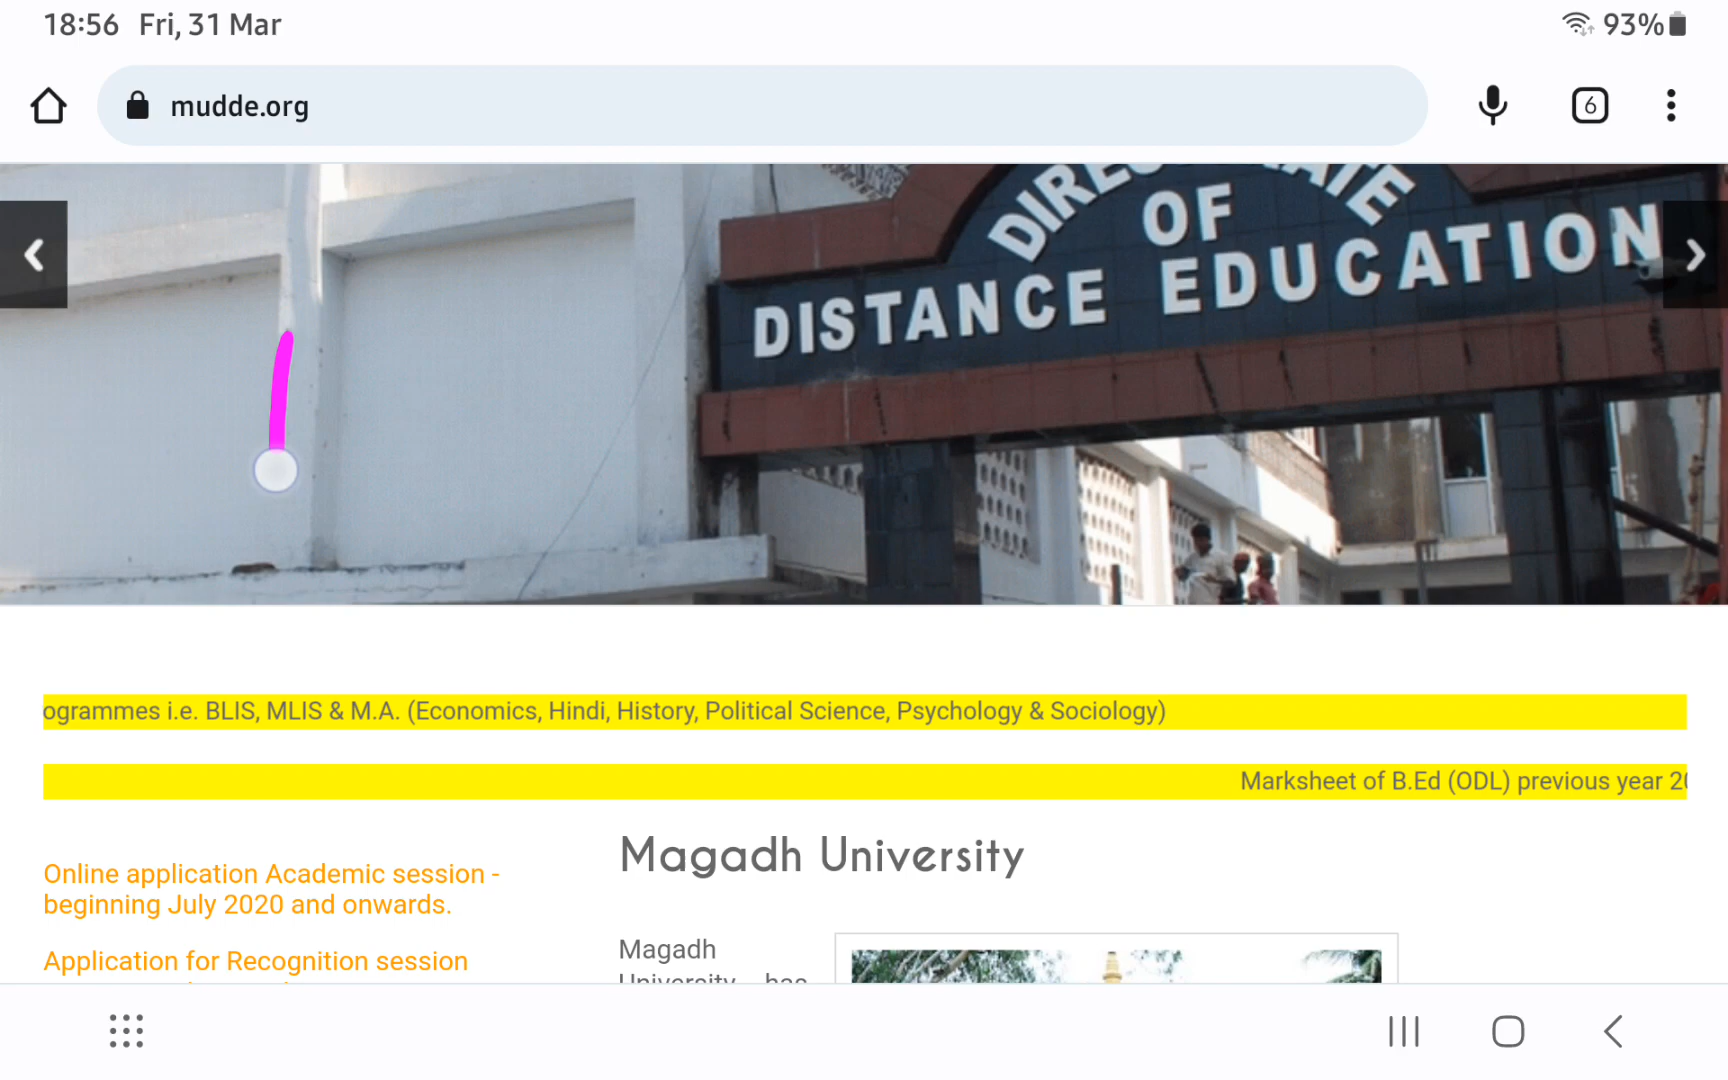 18:56 Fri, 31 Mar
93%
mudde.org
6
OF
DISTANCE EDUCATION
ogrammes i.e. BLIS, MLIS & M.A. (Economics, Hindi, History, Political Science, Psychology & Sociology)
Marksheet of B.Ed (ODL) previous year
Magadh University
Online application Academic session -
beginning July 2020 and onwards.
Magadh
Application for Recognition session
University has